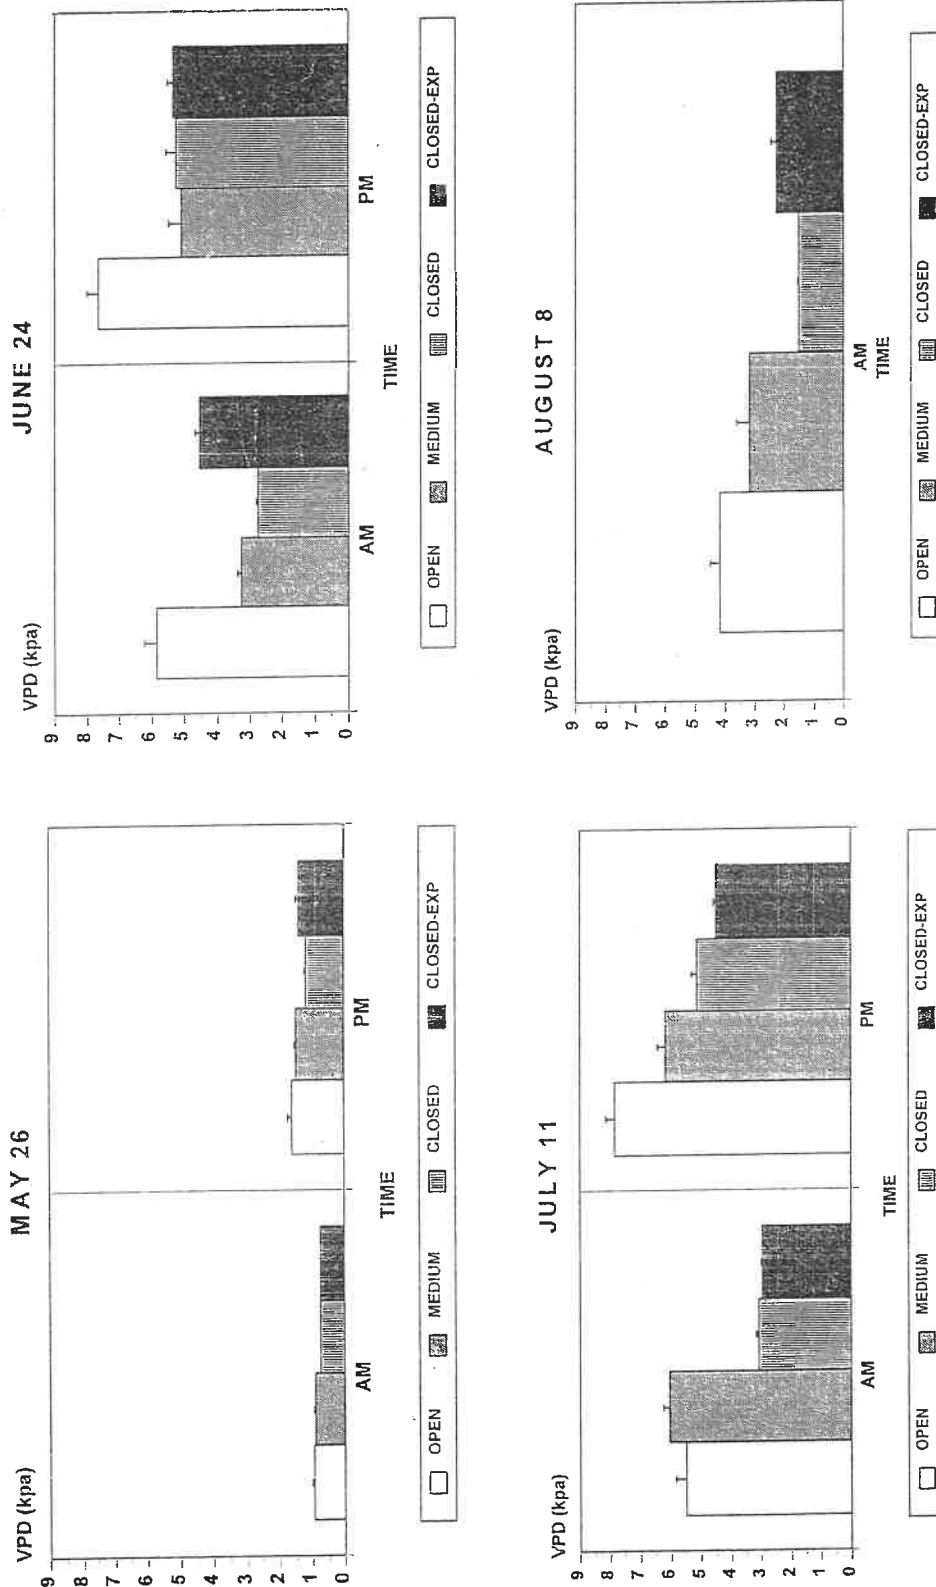 MAY 26
VPD (kpa)
9
8
7
6
5
4
3
2
1
0
AM
PM
TIME
OPEN MEDIUM CLOSED CLOSED-EXP
JUNE 24
VPD (kpa)
9
8
7
6
5
4
3
2
1
0
AM
PM
TIME
OPEN MEDIUM CLOSED CLOSED-EXP
JULY 11
VPD (kpa)
9
8
7
6
5
4
3
2
1
0
AM
PM
TIME
OPEN MEDIUM CLOSED CLOSED-EXP
AUGUST 8
VPD (kpa)
9
8
7
6
5
4
3
2
1
0
AM
TIME
OPEN MEDIUM CLOSED CLOSED-EXP